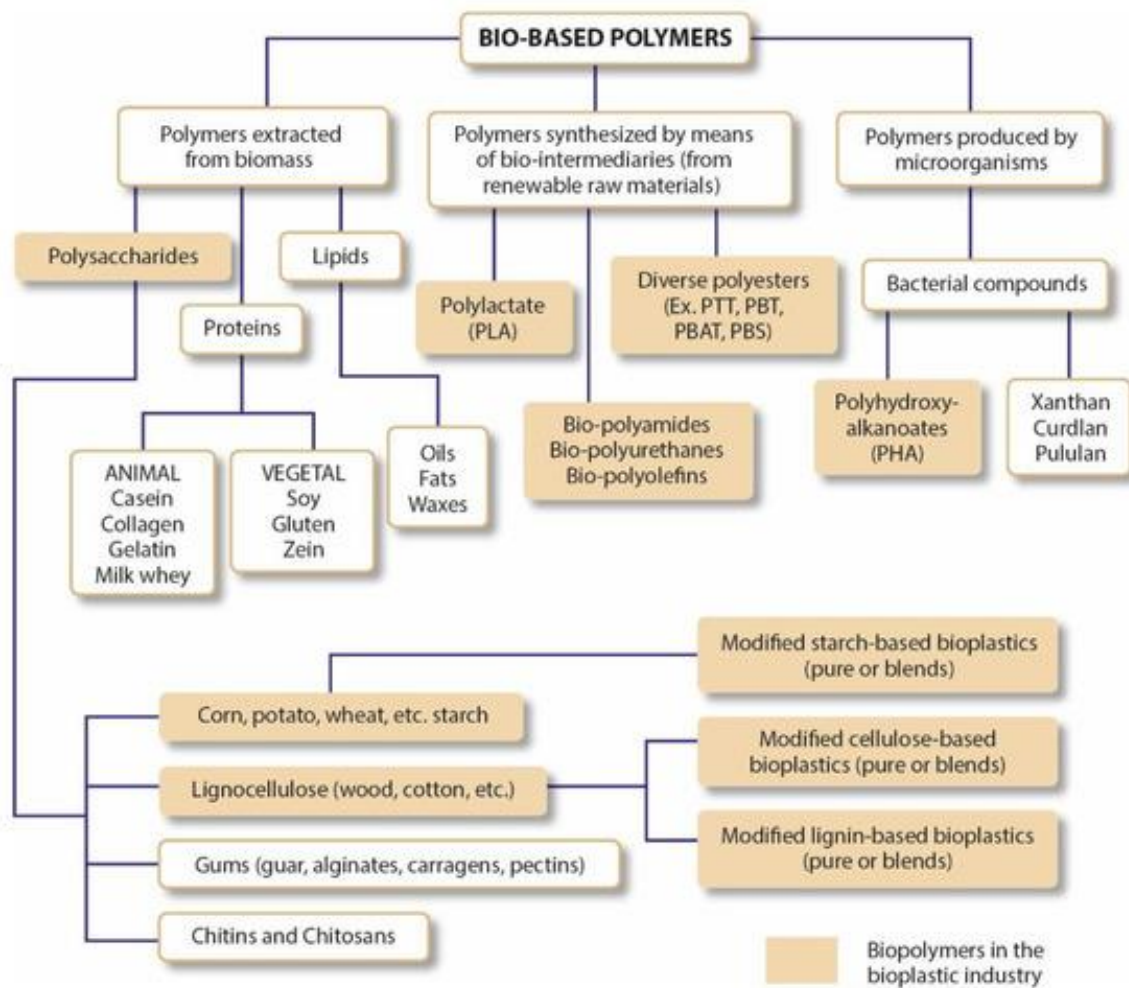 BIO-BASED POLYMERS
Polymers extracted
from biomass
Polymers synthesized by means
of bio-intermediaries (from
renewable raw materials)
Polymers produced by
microorganisms
Polysaccharides
Lipids
Proteins
Polylactate
(PLA)
Diverse polyesters
(Ex. PTT, PBT,
PBAT, PBS)
Bacterial compounds
ANIMAL
Casein
Collagen
Gelatin
Milk whey
VEGETAL
Soy
Gluten
Zein
Oils
Fats
Waxes
Bio-polyamides
Bio-polyurethanes
Bio-polyolefins
Polyhydroxy-
alkanoates
(PHA)
Xanthan
Curdlan
Pululan
Corn, potato, wheat, etc. starch
Modified starch-based bioplastics
(pure or blends)
Lignocellulose (wood, cotton, etc.)
Modified cellulose-based
bioplastics (pure or blends)
Modified lignin-based bioplastics
(pure or blends)
Gums (guar, alginates, carragens, pectins)
Chitins and Chitosans
Biopolymers in the
bioplastic industry